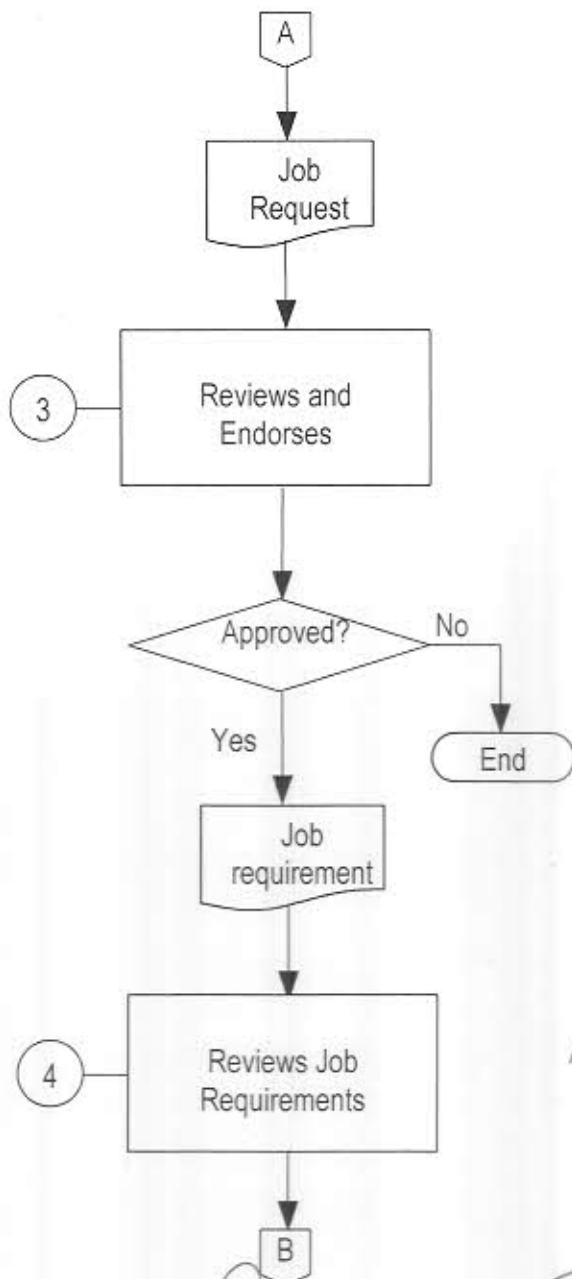 A
Job
Request
3
Reviews and
Endorses
Approved?
No
Yes
End
Job
requirement
4
Reviews Job
Requirements
B